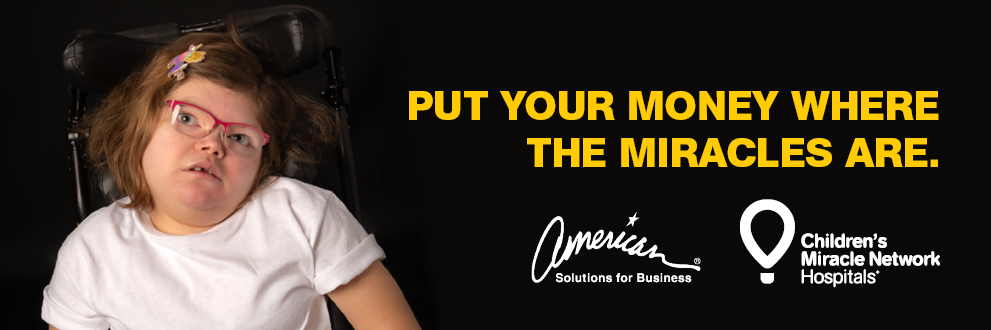 PUT YOUR MONEY WHERE
THE MIRACLES ARE.
American®
Solutions for Business
Children's
Miracle Network
Hospitals®